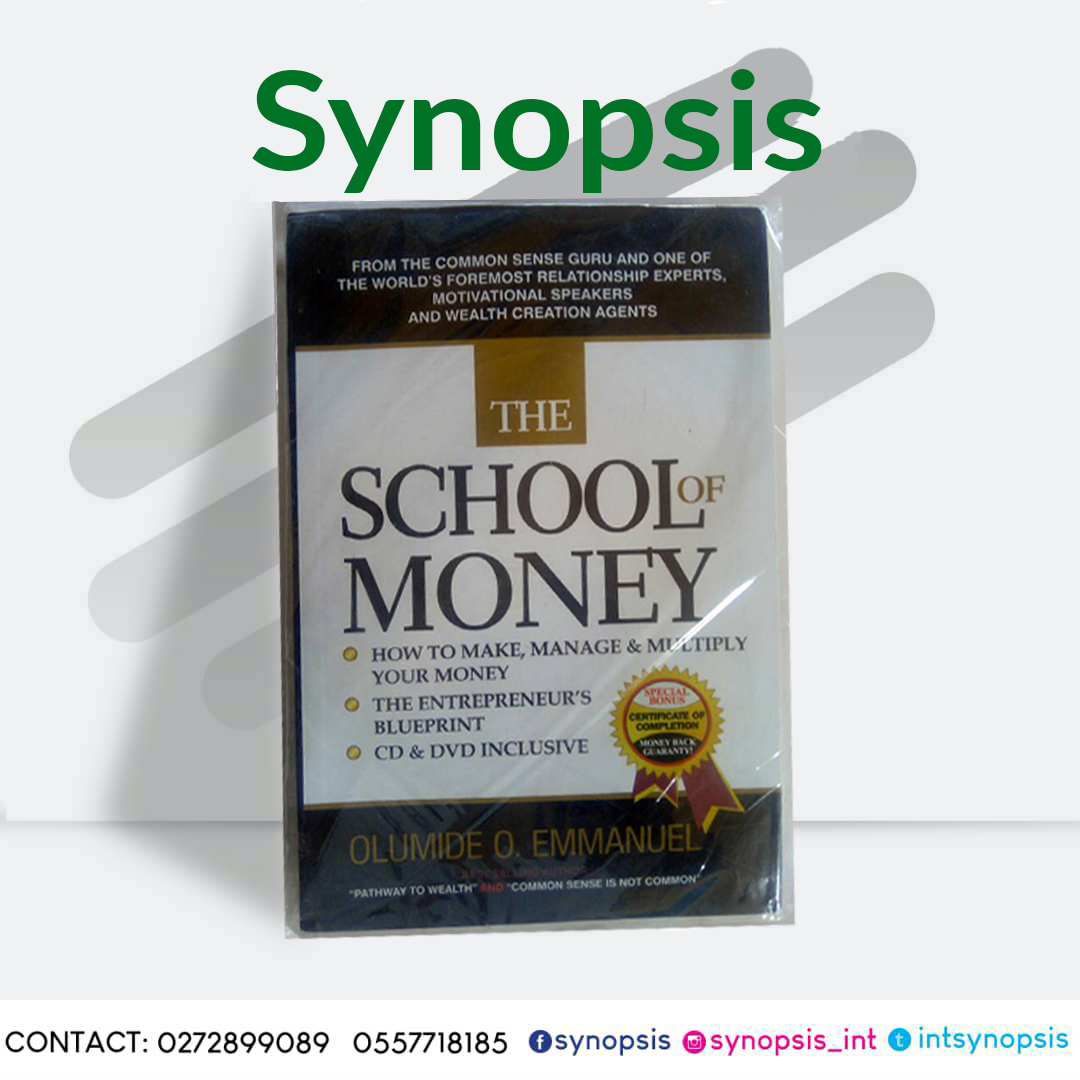 Synopsis
FROM THE COMMON SENSE GURU AND ONE OF
THE WORLD'S FOREMOST RELATIONSHIP EXPERTS,
MOTIVATIONAL SPEAKERS
AND WEALTH CREATION AGENTS
THE
SCHOOL OF
MONEY
HOW TO MAKE, MANAGE & MULTIPLY
YOUR MONEY
THE ENTREPRENEUR'S
BLUEPRINT
CD & DVD INCLUSIVE
SPECIAL
BONUS
CERTIFICATE OF
COMPLETION
MONEY BACK
GUARANTY!
OLUMIDE O. EMMANUEL
BEST SELLING AUTHOR
"PATHWAY TO WEALTH" AND "COMMON SENSE IS NOT COMMON"
CONTACT: 0272899089 0557718185 synopsis synopsis_int intsynopsis